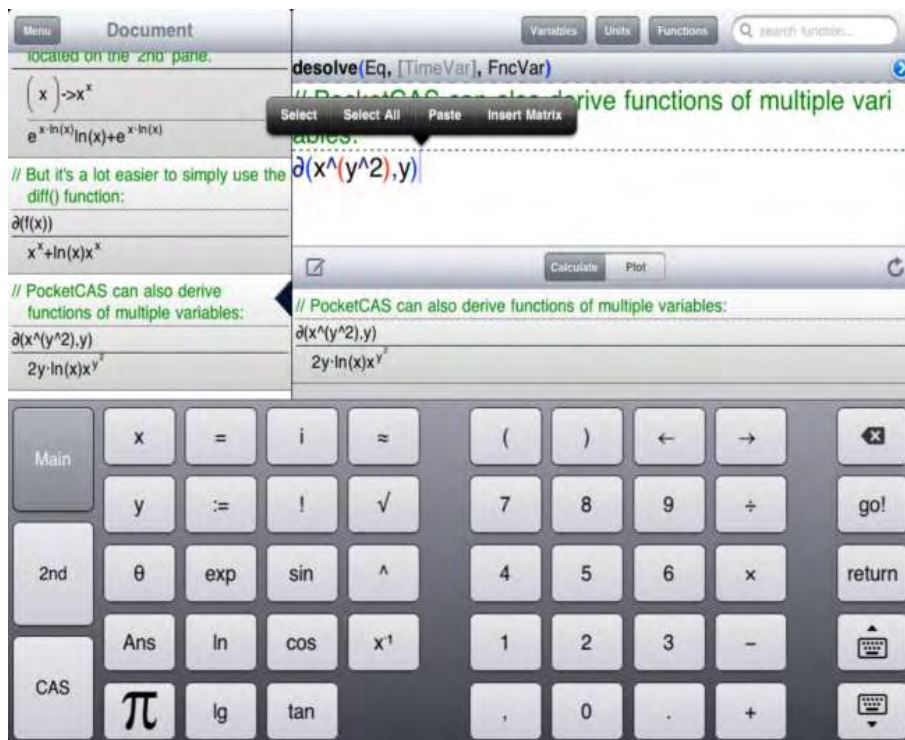 Menu Document Variables Units Functions search function...
located on the 2nd pane.
(x)->x^x
e^x·ln(x)ln(x)+e^x·ln(x)
// But it's a lot easier to simply use the
diff() function:
∂(f(x))
x^x+ln(x)x^x
// PocketCAS can also derive
functions of multiple variables:
∂(x^(y^2),y)
2y·ln(x)x^y^2
desolve(Eq, [TimeVar], FncVar)
// PocketCAS can also derive functions of multiple vari
ables:
Select Select All Paste Insert Matrix
∂(x^(y^2),y)
Calculate Plot
// PocketCAS can also derive functions of multiple variables:
∂(x^(y^2),y)
2y·ln(x)x^y^2
Main x = i ≈ ( ) ← →
y := ! √ 7 8 9 ÷ go!
2nd θ exp sin ^ 4 5 6 × return
Ans ln cos x^-1 1 2 3 −
CAS π lg tan , 0 . +